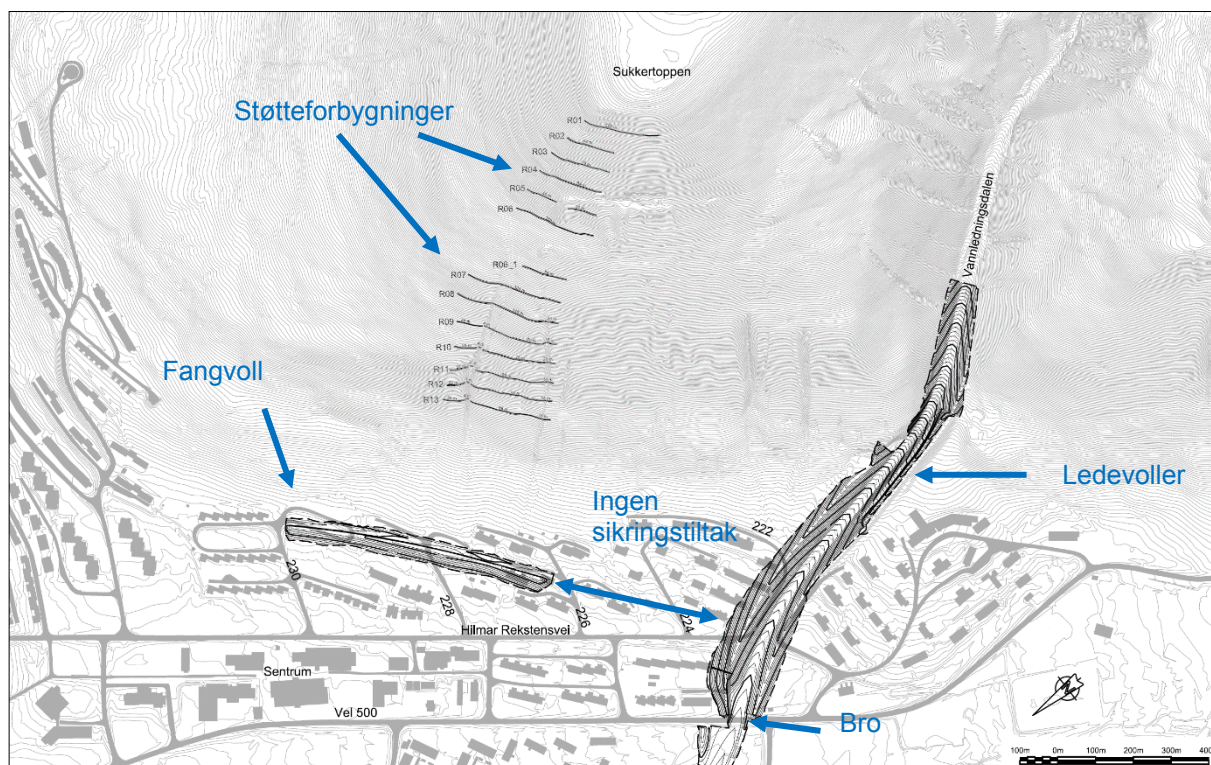 Sukkertoppen
Støtteforbygninger
R01
R02
R03
R04
R05
R06
Vannledningsdalen
R06_1
R07
R08
R09
R10
R11
R12
R13
Fangvoll
Ledevoller
Ingen
sikringstiltak
222
230
228
226
224
Hilmar Rekstensvei
Sentrum
Vei 500
Bro
100m 0m 100m 200m 300m 400